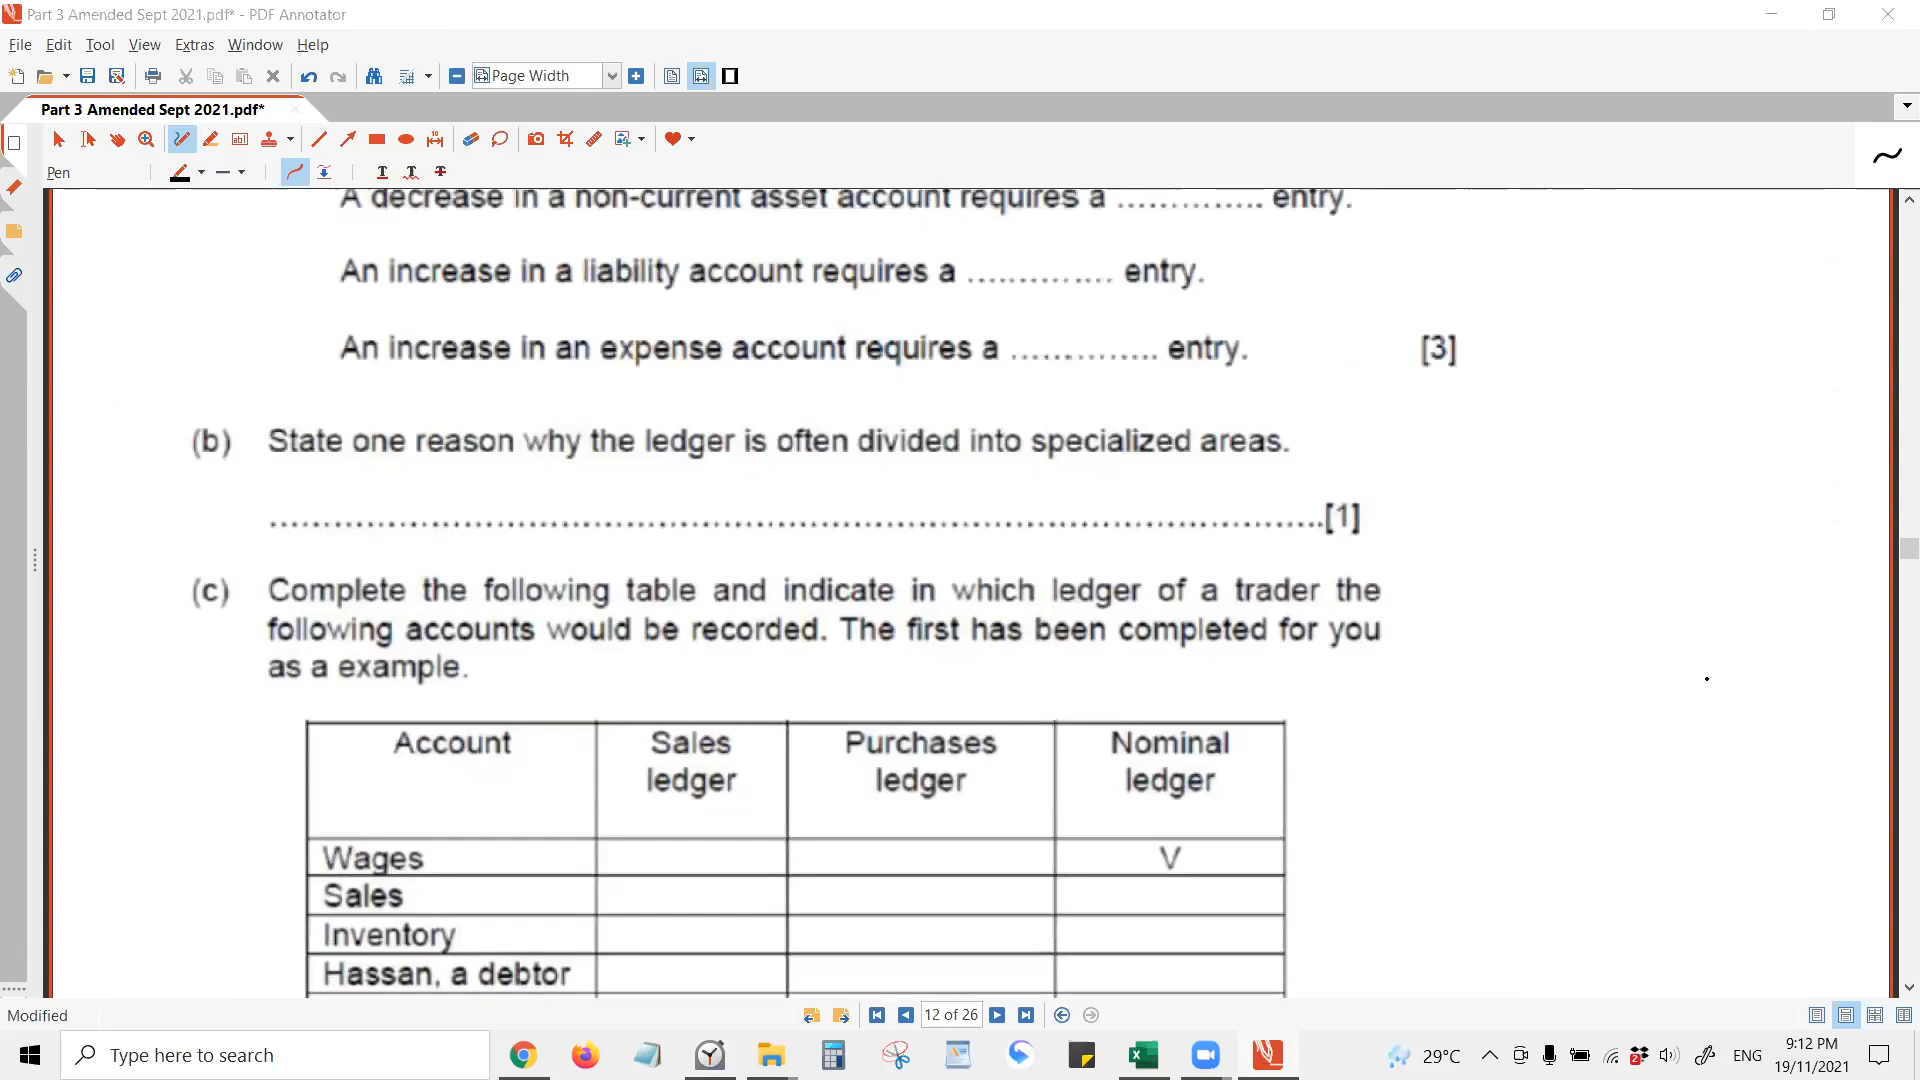 Part 3 Amended Sept 2021.pdf* - PDF Annotator
File Edit Tool View Extras Window Help
Page Width
Part 3 Amended Sept 2021.pdf*
Pen
A decrease in a non-current asset account requires a .............. entry.
An increase in a liability account requires a .............. entry.
An increase in an expense account requires a .............. entry. [3]
(b) State one reason why the ledger is often divided into specialized areas.
....................................................................................[1]
(c) Complete the following table and indicate in which ledger of a trader the
following accounts would be recorded. The first has been completed for you
as a example.
Account Sales ledger Purchases ledger Nominal ledger
Wages V
Sales
Inventory
Hassan, a debtor
Modified 12 of 26
Type here to search 29°C ENG 9:12 PM
19/11/2021